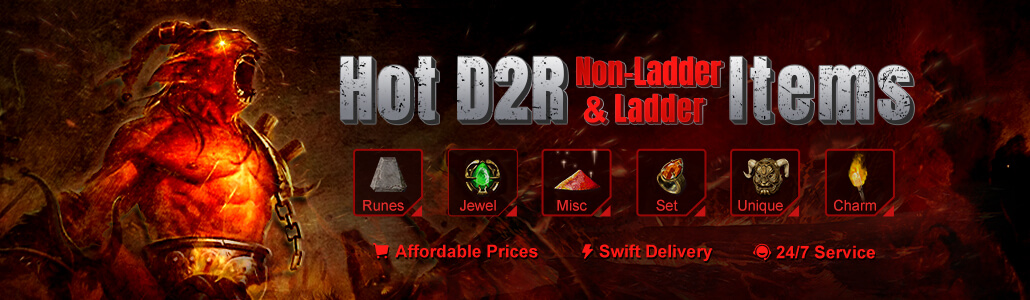 Hot D2R Non-Ladder & Ladder Items
Runes Jewel Misc Set Unique Charm
Affordable Prices Swift Delivery 24/7 Service